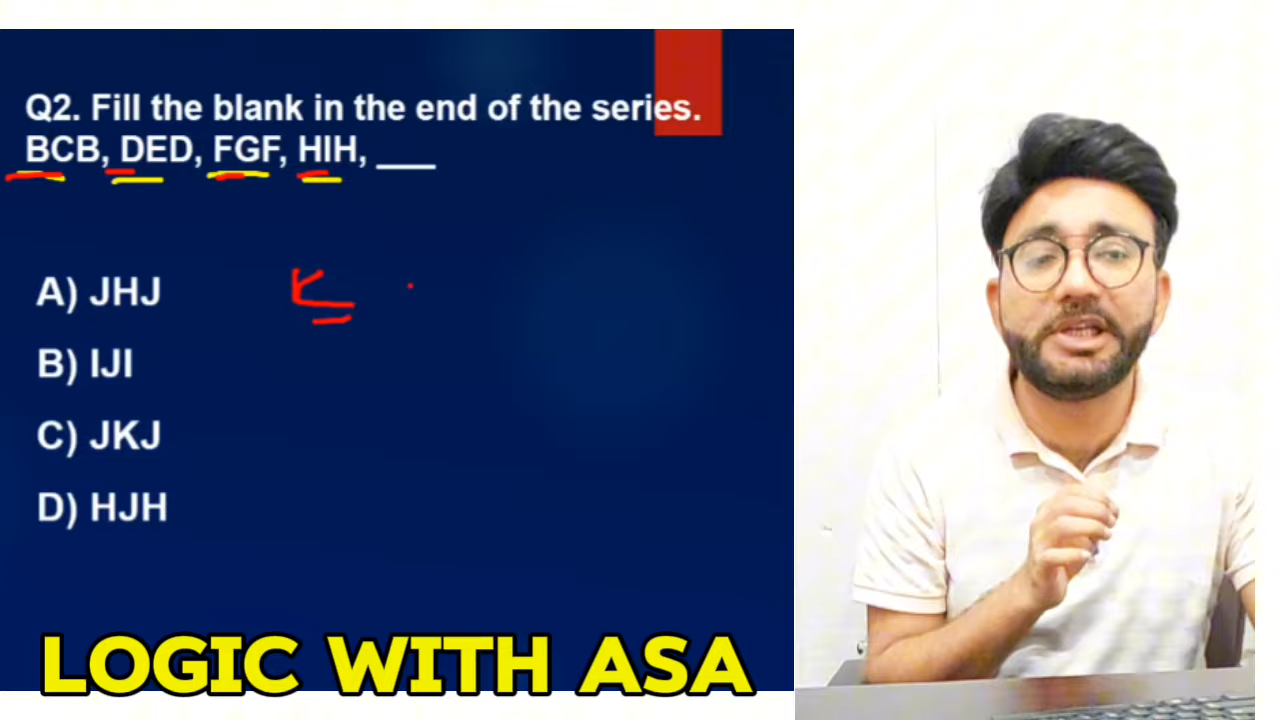 Q2. Fill the blank in the end of the series.
BCB, DED, FGF, HIH, ___
A) JHJ
K
B) IJI
C) JKJ
D) HJH
LOGIC WITH ASA